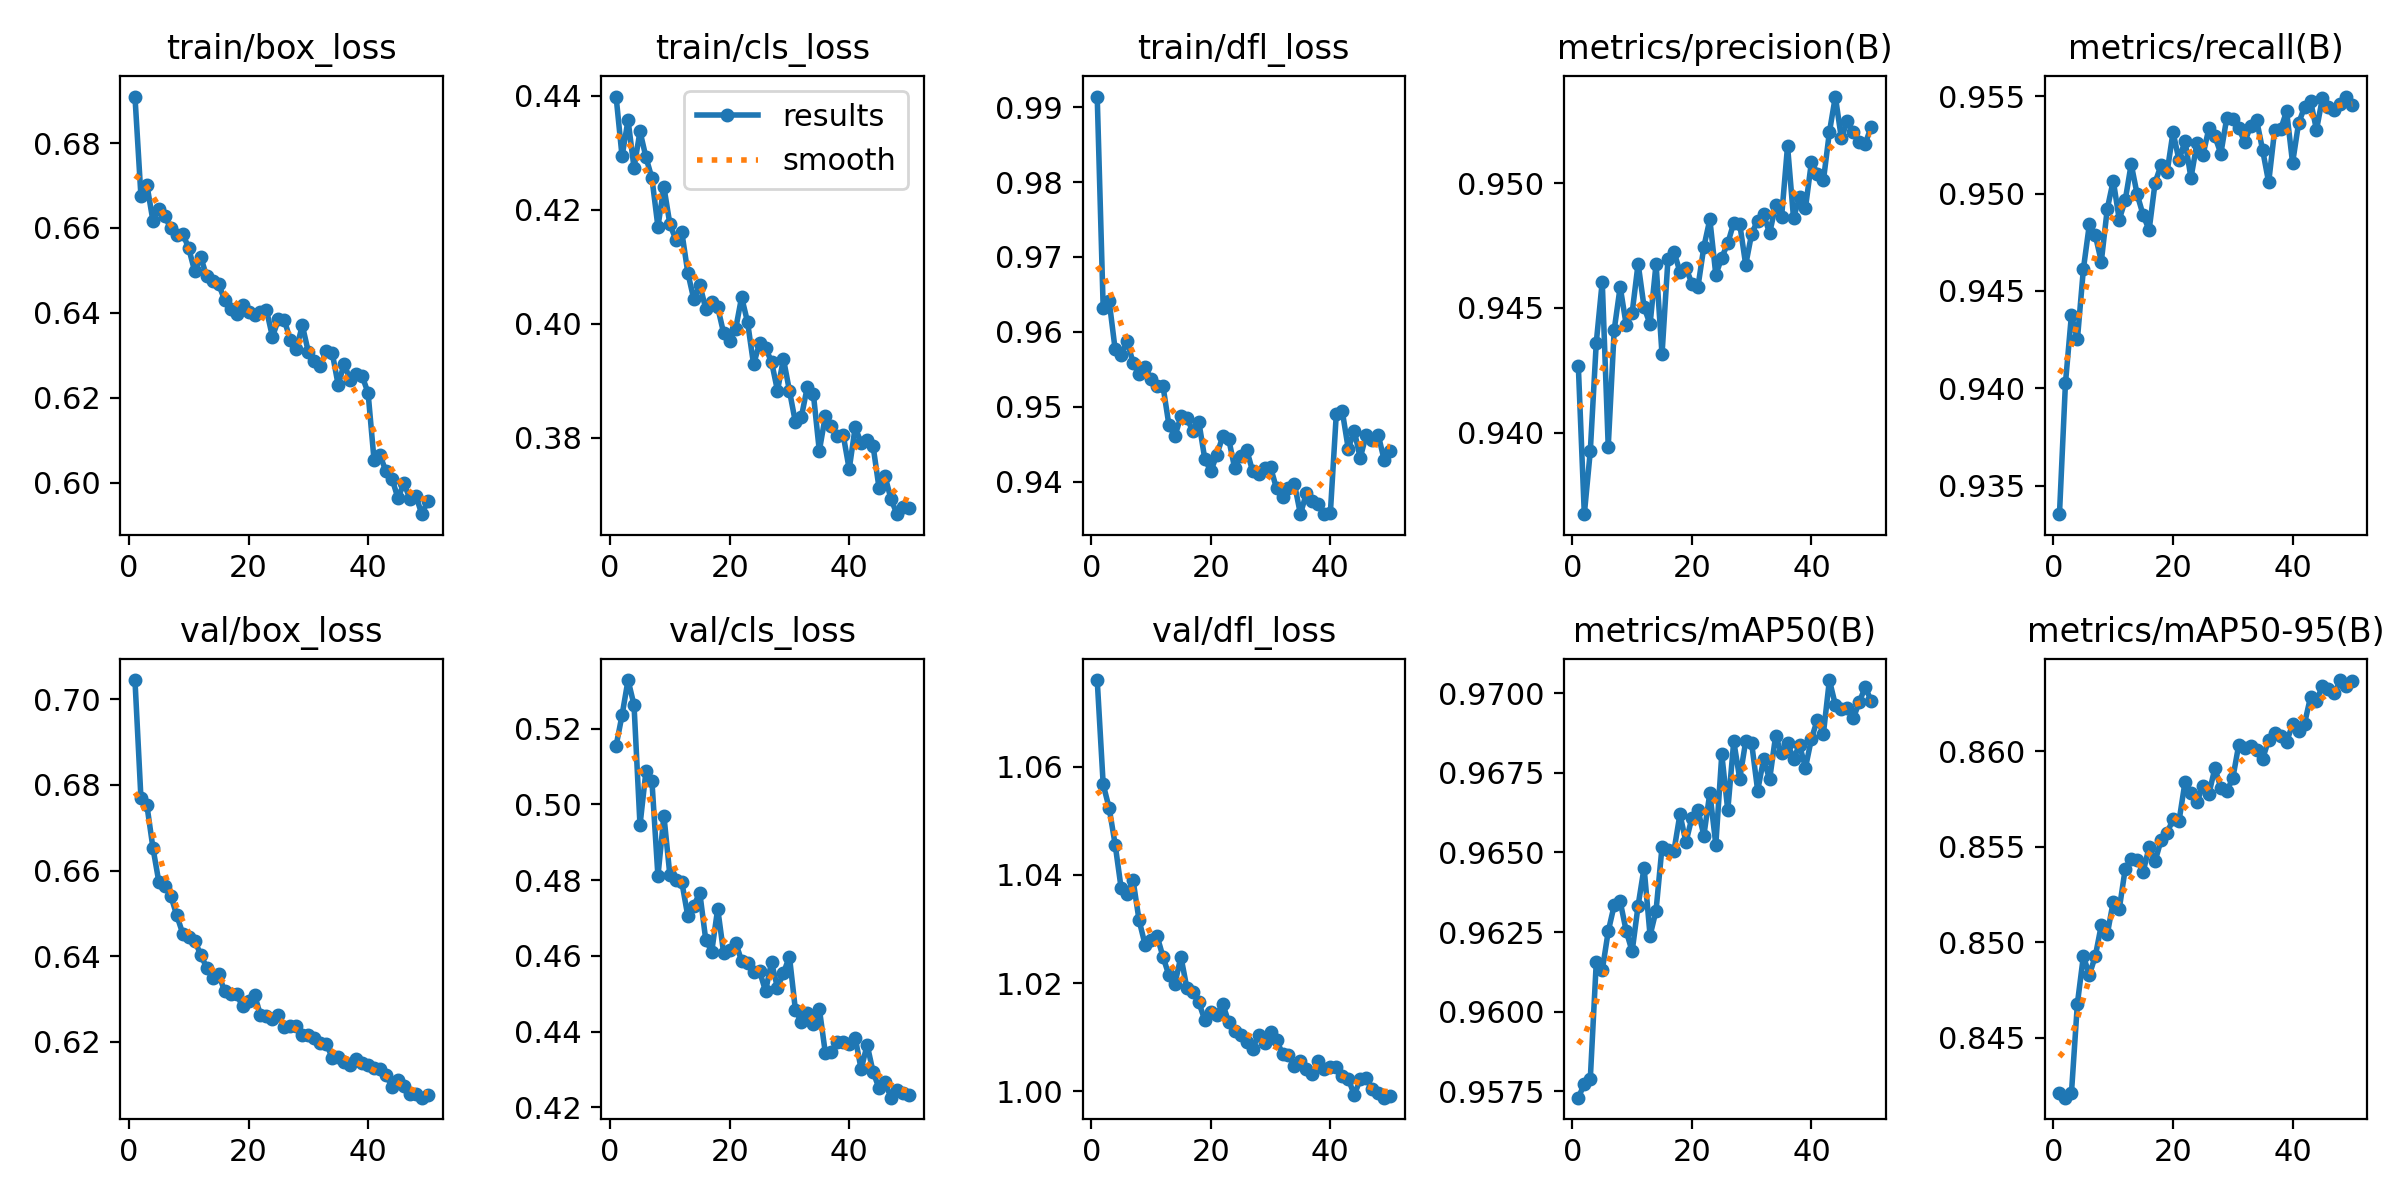 train/box_loss
0.68
0.66
0.64
0.62
0.60
0 20 40
train/cls_loss
results
smooth
0.44
0.42
0.40
0.38
0 20 40
train/dfl_loss
0.99
0.98
0.97
0.96
0.95
0.94
0 20 40
metrics/precision(B)
0.950
0.945
0.940
0 20 40
metrics/recall(B)
0.955
0.950
0.945
0.940
0.935
0 20 40
val/box_loss
0.70
0.68
0.66
0.64
0.62
0 20 40
val/cls_loss
0.52
0.50
0.48
0.46
0.44
0.42
0 20 40
val/dfl_loss
1.06
1.04
1.02
1.00
0 20 40
metrics/mAP50(B)
0.9700
0.9675
0.9650
0.9625
0.9600
0.9575
0 20 40
metrics/mAP50-95(B)
0.860
0.855
0.850
0.845
0 20 40